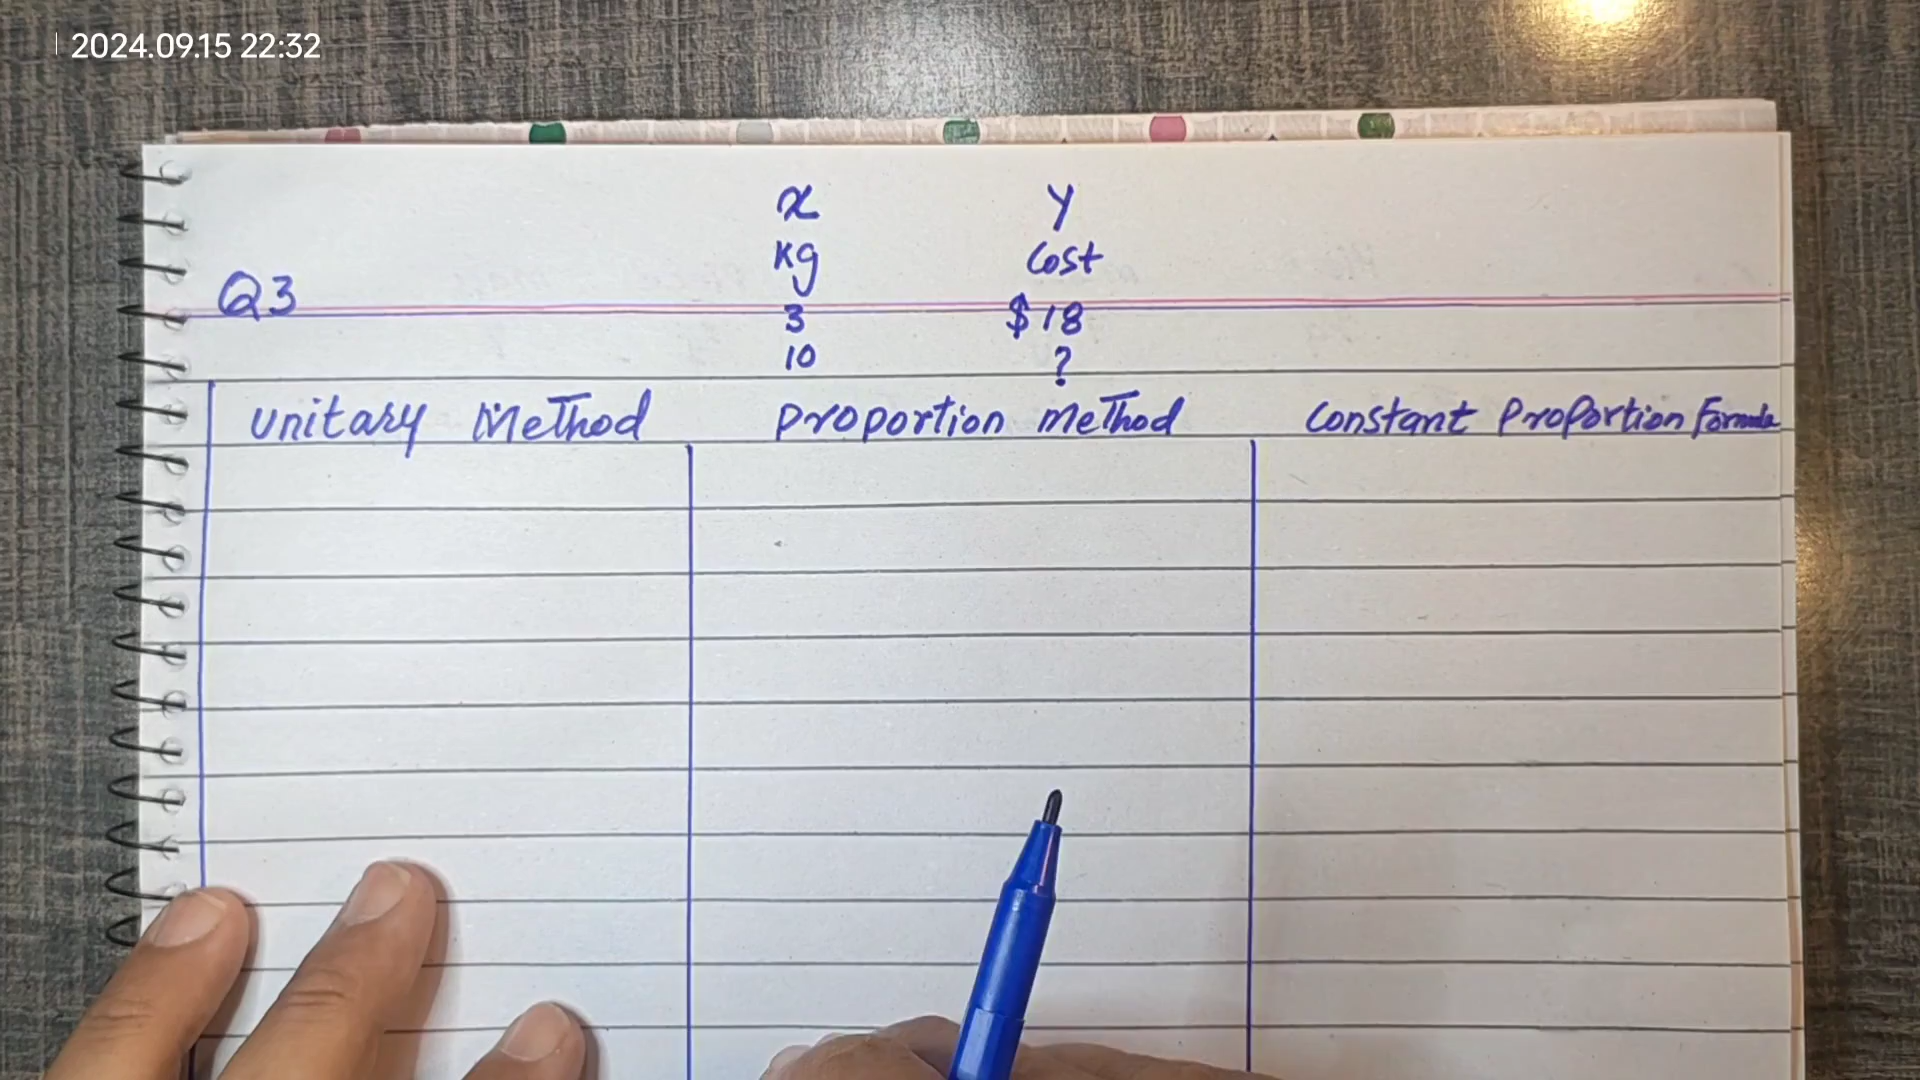 2024.09.15 22:32
x y
kg Cost
Q3
3 $18
10 ?
Unitary Method Proportion Method Constant Proportion Formula